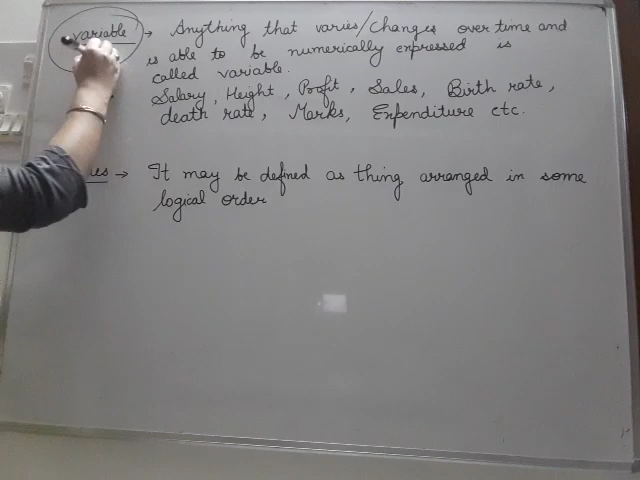 variable → Anything that varies/changes over time and
is able to be numerically expressed is
called variable.
Salary, Height, Profit, Sales, Birth rate,
death rate, Marks, Expenditure etc.
→ It may be defined as thing arranged in some
logical order